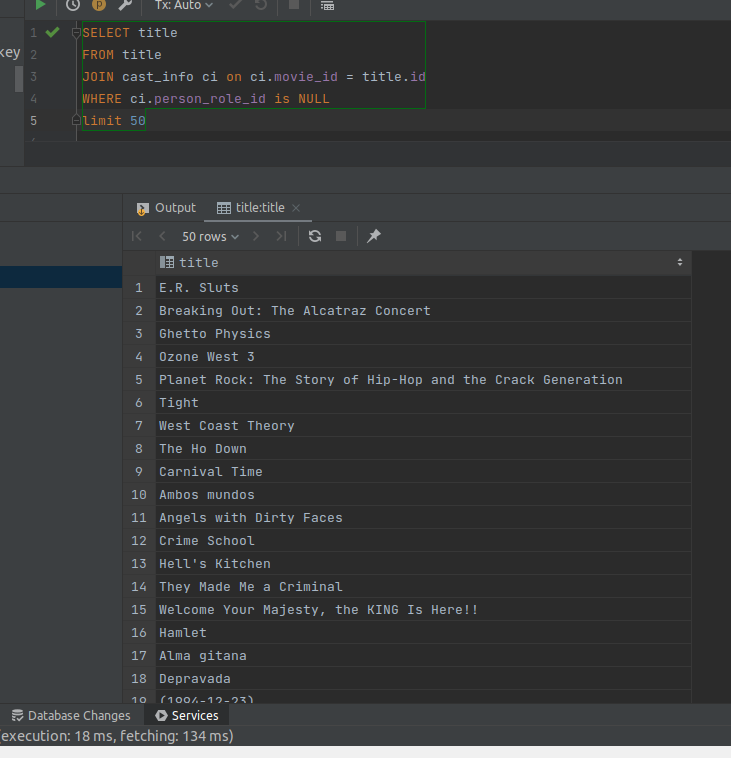 Tx: Auto
1 SELECT title
key
2 FROM title
3 JOIN cast_info ci on ci.movie_id = title.id
4 WHERE ci.person_role_id is NULL
5 limit 50
Output title:title
50 rows
title
1 E.R. Sluts
2 Breaking Out: The Alcatraz Concert
3 Ghetto Physics
4 Ozone West 3
5 Planet Rock: The Story of Hip-Hop and the Crack Generation
6 Tight
7 West Coast Theory
8 The Ho Down
9 Carnival Time
10 Ambos mundos
11 Angels with Dirty Faces
12 Crime School
13 Hell's Kitchen
14 They Made Me a Criminal
15 Welcome Your Majesty, the KING Is Here!!
16 Hamlet
17 Alma gitana
18 Depravada
19 (1994-12-23)
Database Changes Services
(execution: 18 ms, fetching: 134 ms)